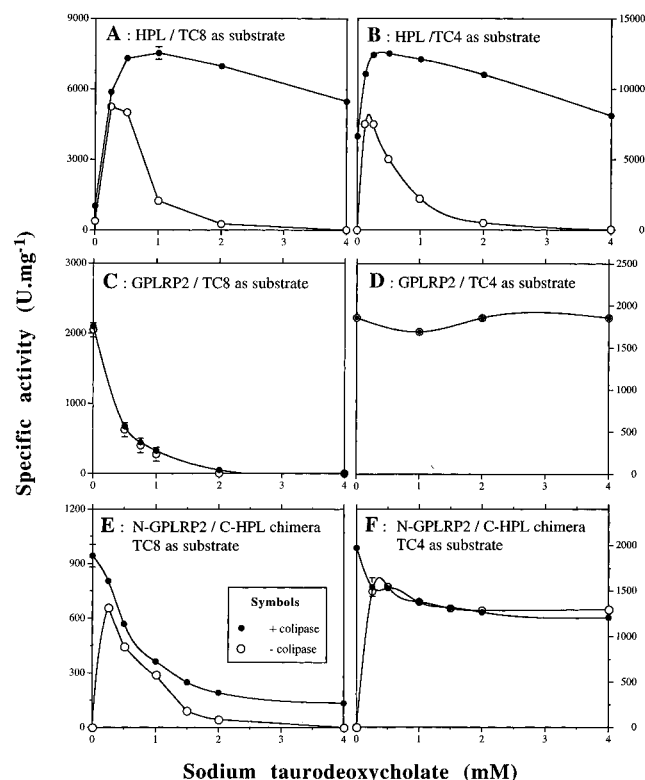 A : HPL / TC8 as substrate
9000
6000
3000
0
0 1 2 3 4
B : HPL /TC4 as substrate
15000
10000
5000
0
0 1 2 3 4
C : GPLRP2 / TC8 as substrate
3000
2000
1000
0
0 1 2 3 4
D : GPLRP2 / TC4 as substrate
2500
2000
1500
1000
500
0
0 1 2 3 4
E : N-GPLRP2 / C-HPL chimera
TC8 as substrate
1200
900
600
300
0
0 1 2 3 4
Symbols
+ colipase
- colipase
F : N-GPLRP2 / C-HPL chimera
TC4 as substrate
2000
1500
1000
500
0
0 1 2 3 4
Specific activity (U.mg-1)
Sodium taurodeoxycholate (mM)